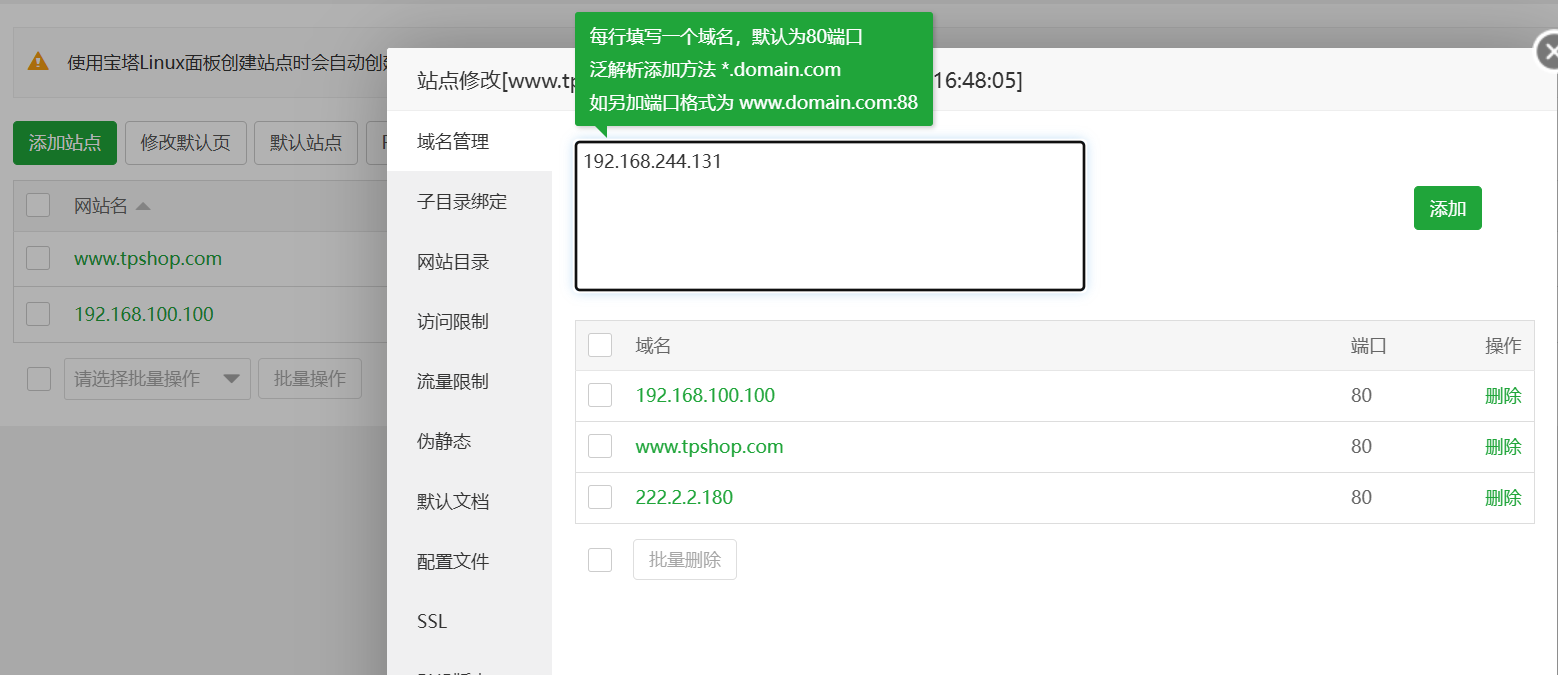 每行填写一个域名，默认为80端口
泛解析添加方法 *.domain.com
如另加端口格式为 www.domain.com:88
使用宝塔Linux面板创建站点时会自动创建
站点修改[www.tp
16:48:05]
添加站点
修改默认页
默认站点
网站名
www.tpshop.com
192.168.100.100
请选择批量操作
批量操作
域名管理
子目录绑定
网站目录
访问限制
流量限制
伪静态
默认文档
配置文件
SSL
192.168.244.131
添加
域名 端口 操作
192.168.100.100 80 删除
www.tpshop.com 80 删除
222.2.2.180 80 删除
批量删除